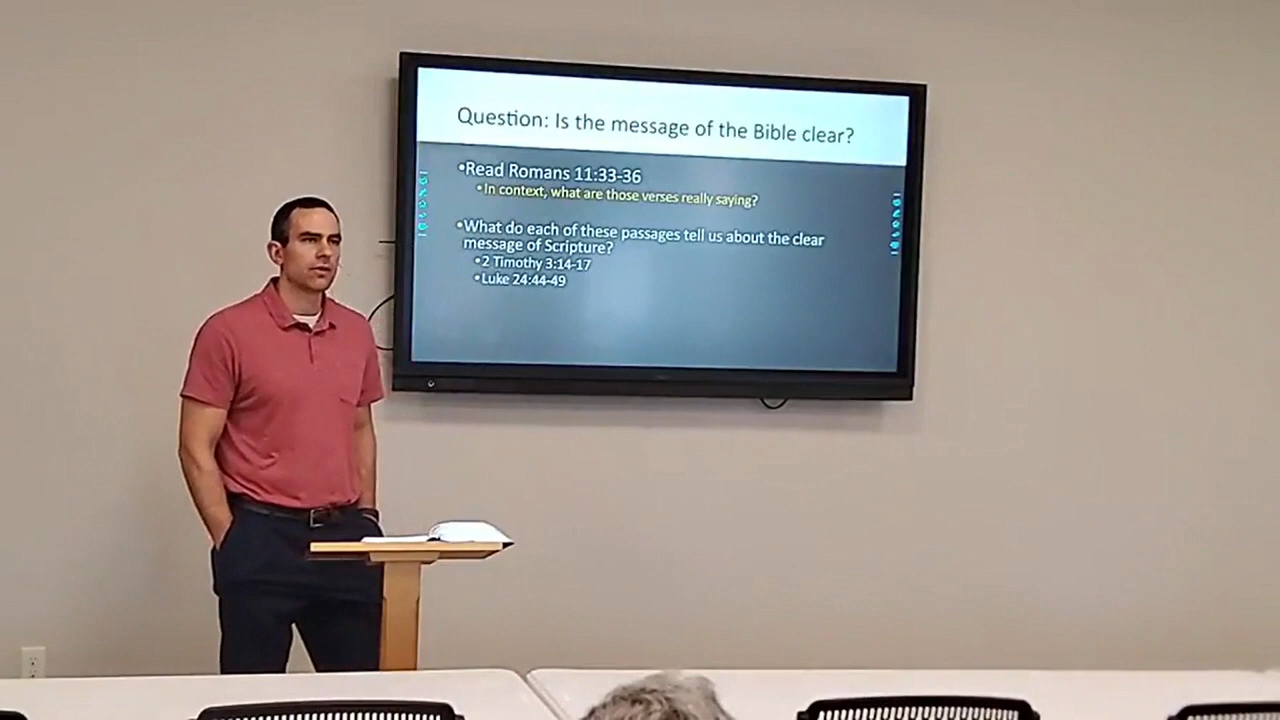 Question: Is the message of the Bible clear?
•Read Romans 11:33-36
•In context, what are those verses really saying?
•What do each of these passages tell us about the clear
message of Scripture?
•2 Timothy 3:14-17
•Luke 24:44-49